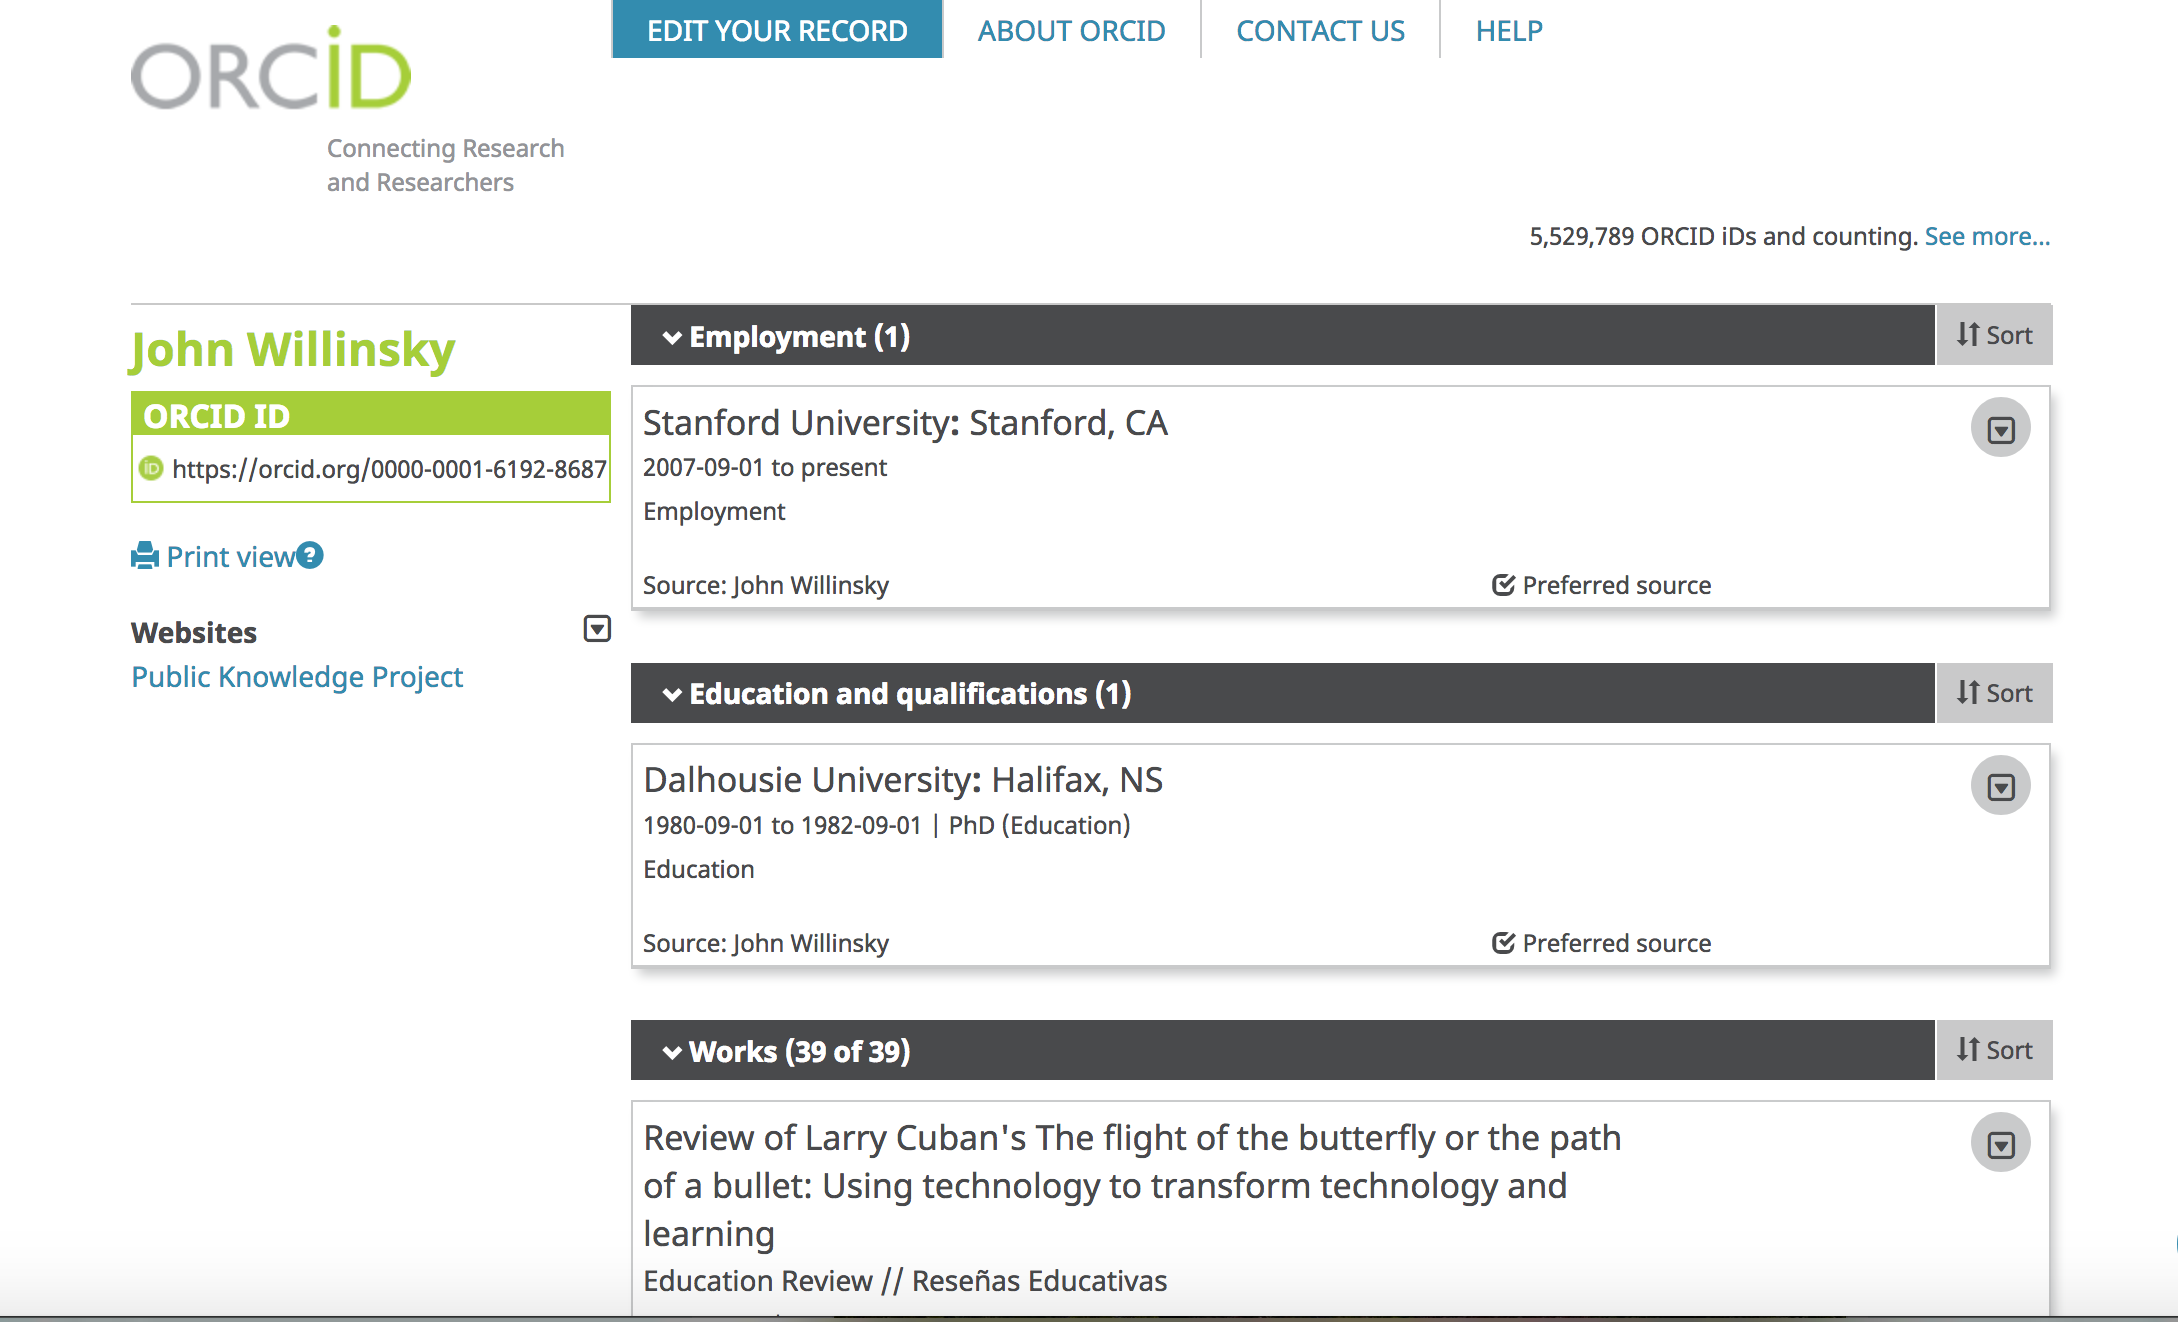 ORCID
Connecting Research
and Researchers
EDIT YOUR RECORD
ABOUT ORCID
CONTACT US
HELP
5,529,789 ORCID iDs and counting. See more...
John Willinsky
ORCID ID
iD https://orcid.org/0000-0001-6192-8687
Print view ?
Websites
Public Knowledge Project
Employment (1)
Sort
Stanford University: Stanford, CA
2007-09-01 to present
Employment
Source: John Willinsky
Preferred source
Education and qualifications (1)
Sort
Dalhousie University: Halifax, NS
1980-09-01 to 1982-09-01 | PhD (Education)
Education
Source: John Willinsky
Preferred source
Works (39 of 39)
Sort
Review of Larry Cuban's The flight of the butterfly or the path
of a bullet: Using technology to transform technology and
learning
Education Review // Reseñas Educativas